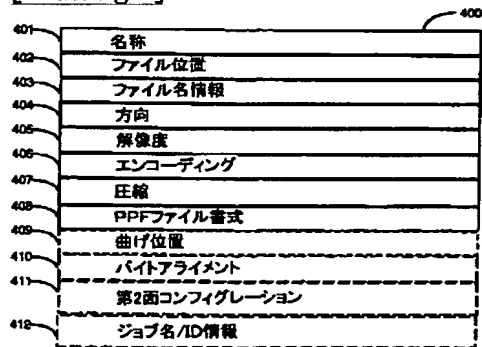 400
401 名称
402 ファイル位置
403 ファイル名情報
404 方向
405 解像度
406 エンコーディング
407 圧縮
408 PPFファイル書式
409 曲げ位置
410 バイトアライメント
411 第2面コンフィグレーション
412 ジョブ名/ID情報